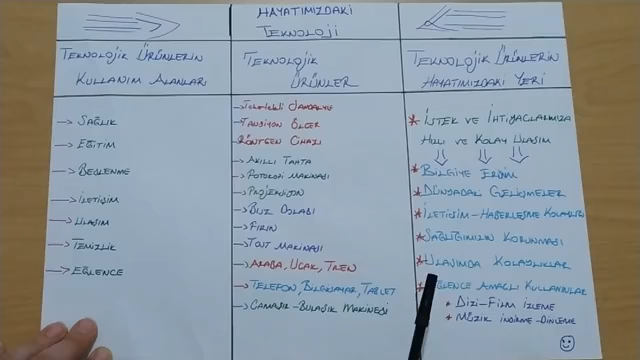 HAYATIMIZDAKİ
TEKNOLOJİ
TEKNOLOJİK ÜRÜNLERİN
KULLANIM ALANLARI
→ SAĞLIK
→ EĞİTİM
→ BESLENME
→ İLETİŞİM
→ ULAŞIM
→ TEMİZLİK
→ EĞLENCE
TEKNOLOJİK
ÜRÜNLER
→ TEKERLEKLİ SANDALYE
→ TANSİYON ÖLÇER
→ RÖNTGEN CİHAZI
→ AKILLI TAHTA
→ FOTOKOPİ MAKİNASI
→ PROJEKSİYON
→ BUZ DOLABI
→ FIRIN
→ TOST MAKİNASI
→ ARABA, UÇAK, TREN
→ TELEFON, BİLGİSAYAR, TABLET
→ ÇAMAŞIR-BULAŞIK MAKİNESİ
TEKNOLOJİK ÜRÜNLERİN
HAYATIMIZDAKİ YERİ
* İSTEK VE İHTİYAÇLARIMIZA
HIZLI VE KOLAY ULAŞIM
* BİLGİYE ERİŞİM
* DÜNYADAKİ GELİŞMELER
* İLETİŞİM-HABERLEŞME KOLAYLIĞI
* SAĞLIĞIMIZIN KORUNMASI
* ULAŞIMDA KOLAYLIKLAR
* EĞLENCE AMAÇLI KULLANIMLAR
* DİZİ-FİLM İZLEME
* MÜZİK İNDİRME-DİNLEME